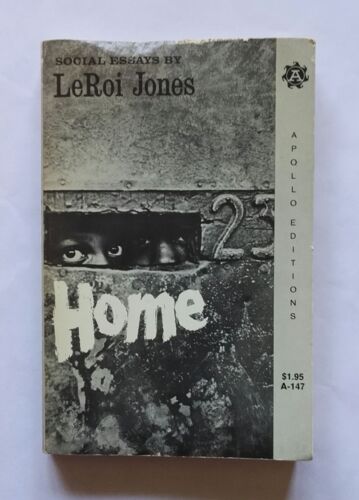 SOCIAL ESSAYS BY
LeRoi Jones
23
Home
A
APOLLO EDITIONS
$1.95
A-147